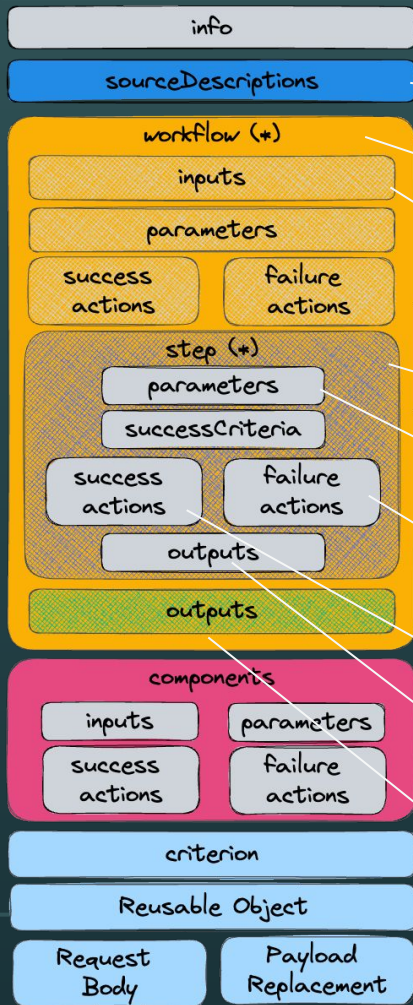 info
sourceDescriptions
workflow (*)
inputs
parameters
success
actions
failure
actions
step (*)
parameters
successCriteria
success
actions
failure
actions
outputs
outputs
components
inputs
parameters
success
actions
failure
actions
criterion
Reusable Object
Request
Body
Payload
Replacement